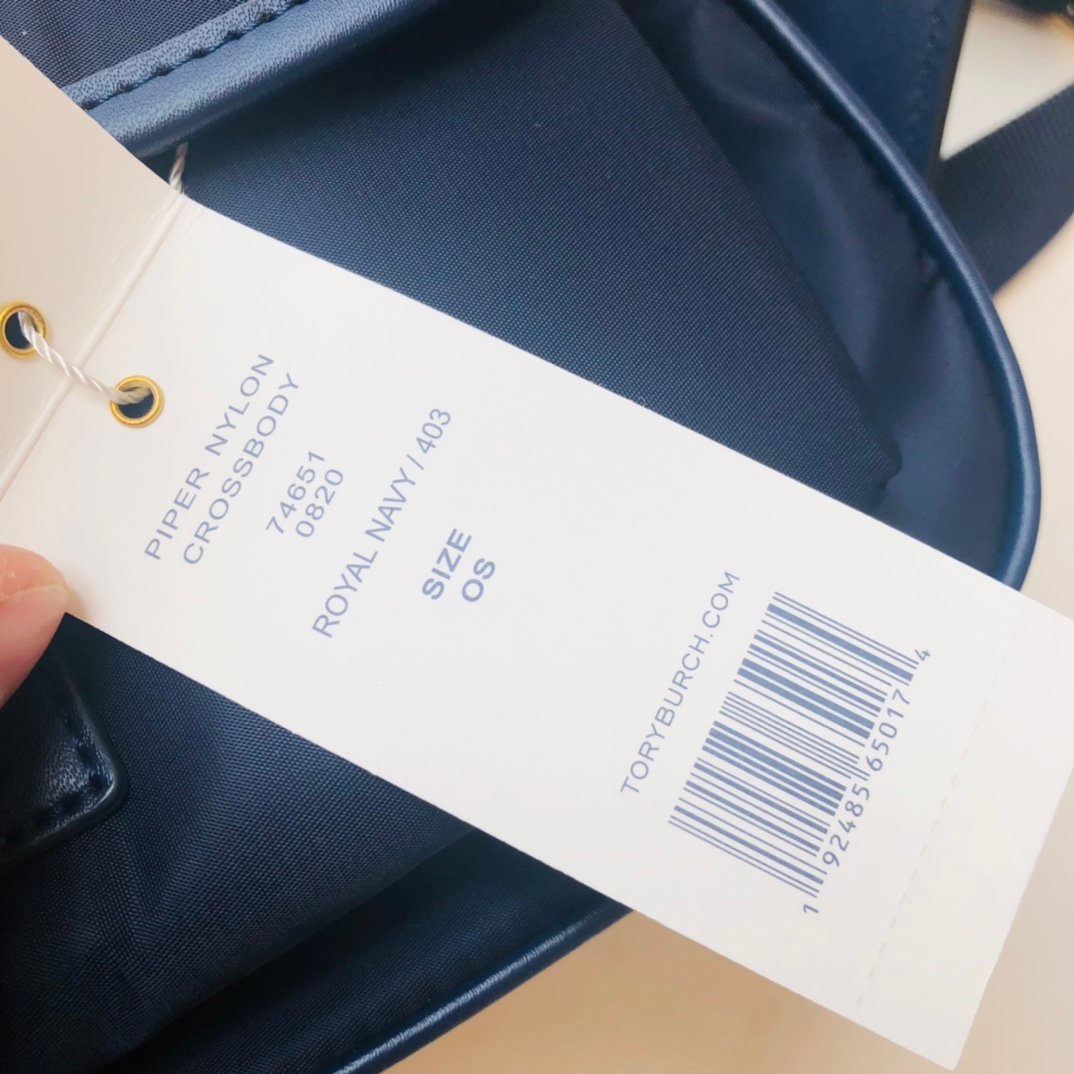 PIPER NYLON
CROSSBODY
74651
0820
ROYAL NAVY / 403
SIZE
OS
TORYBURCH.COM
1 92485 65017 4